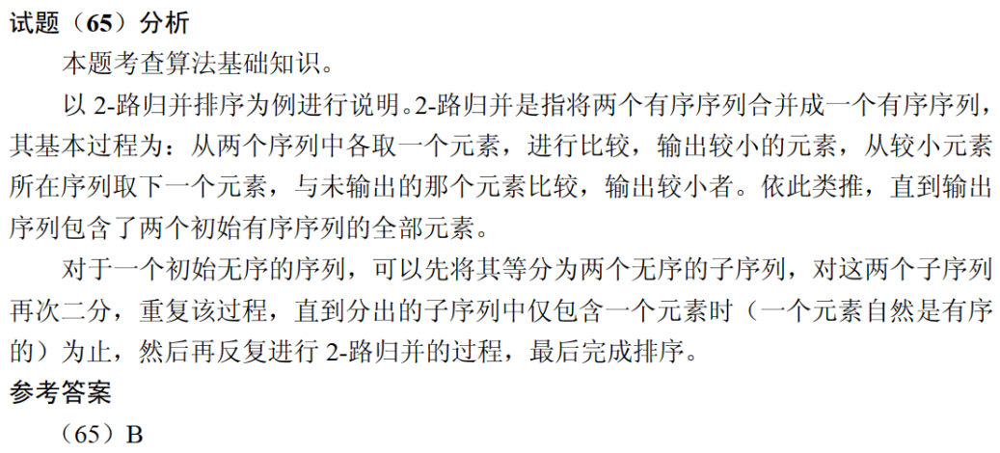 试题（65）分析
本题考查算法基础知识。
以 2-路归并排序为例进行说明。2-路归并是指将两个有序序列合并成一个有序序列，
其基本过程为：从两个序列中各取一个元素，进行比较，输出较小的元素，从较小元素
所在序列取下一个元素，与未输出的那个元素比较，输出较小者。依此类推，直到输出
序列包含了两个初始有序序列的全部元素。
对于一个初始无序的序列，可以先将其等分为两个无序的子序列，对这两个子序列
再次二分，重复该过程，直到分出的子序列中仅包含一个元素时（一个元素自然是有序
的）为止，然后再反复进行 2-路归并的过程，最后完成排序。
参考答案
（65）B